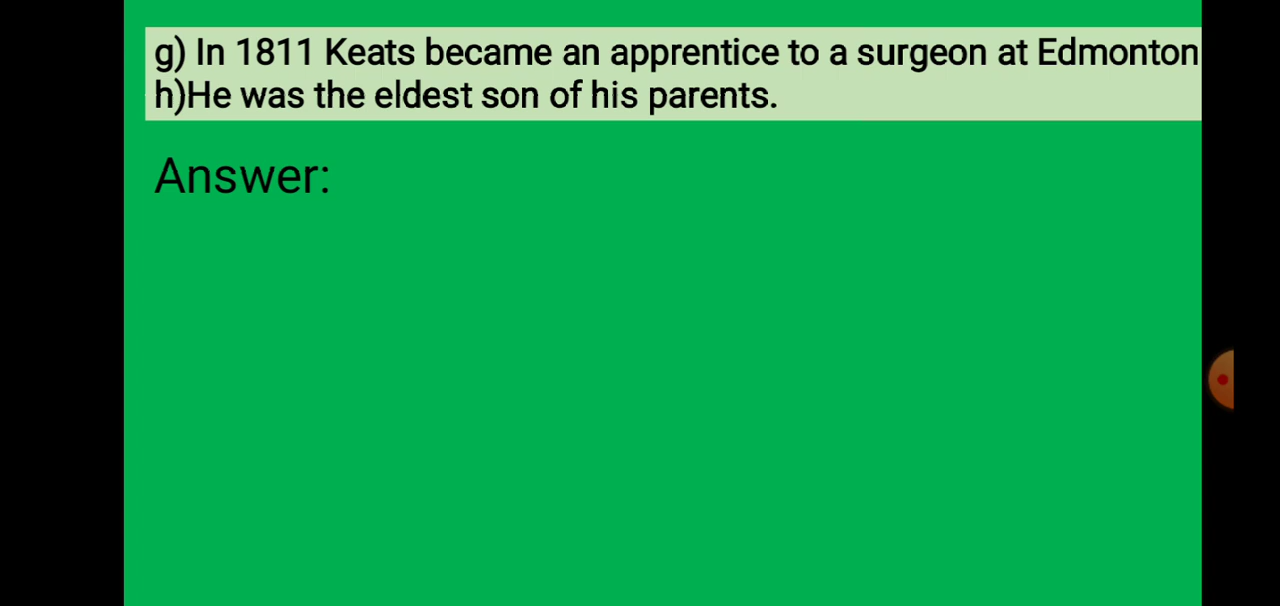 g) In 1811 Keats became an apprentice to a surgeon at Edmonton
h)He was the eldest son of his parents.
Answer: